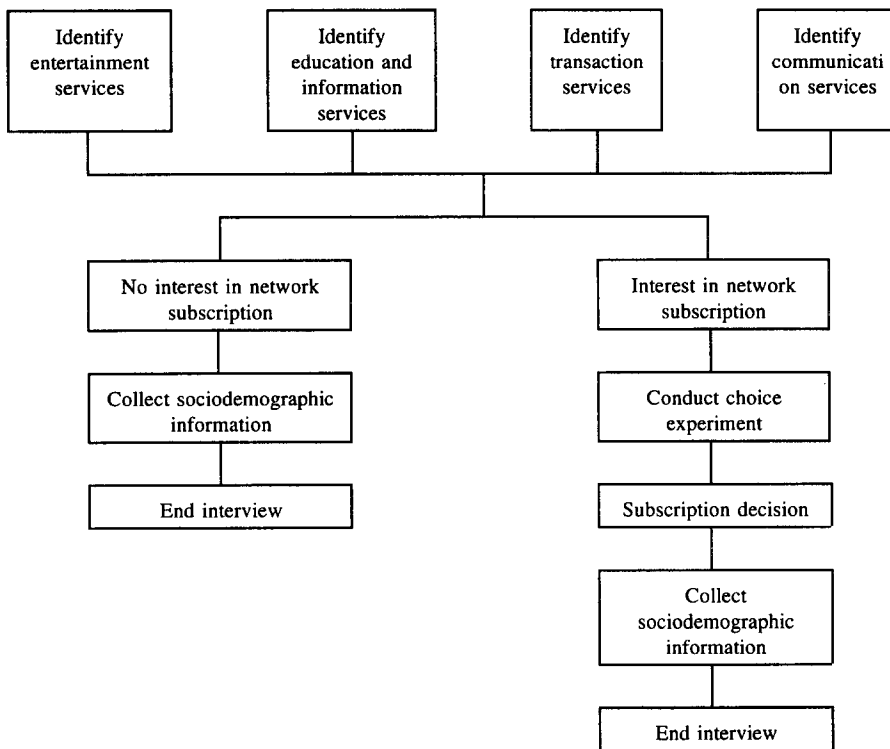 Identify
entertainment
services
Identify
education and
information
services
Identify
transaction
services
Identify
communicati
on services
No interest in network
subscription
Interest in network
subscription
Collect sociodemographic
information
Conduct choice
experiment
End interview
Subscription decision
Collect
sociodemographic
information
End interview